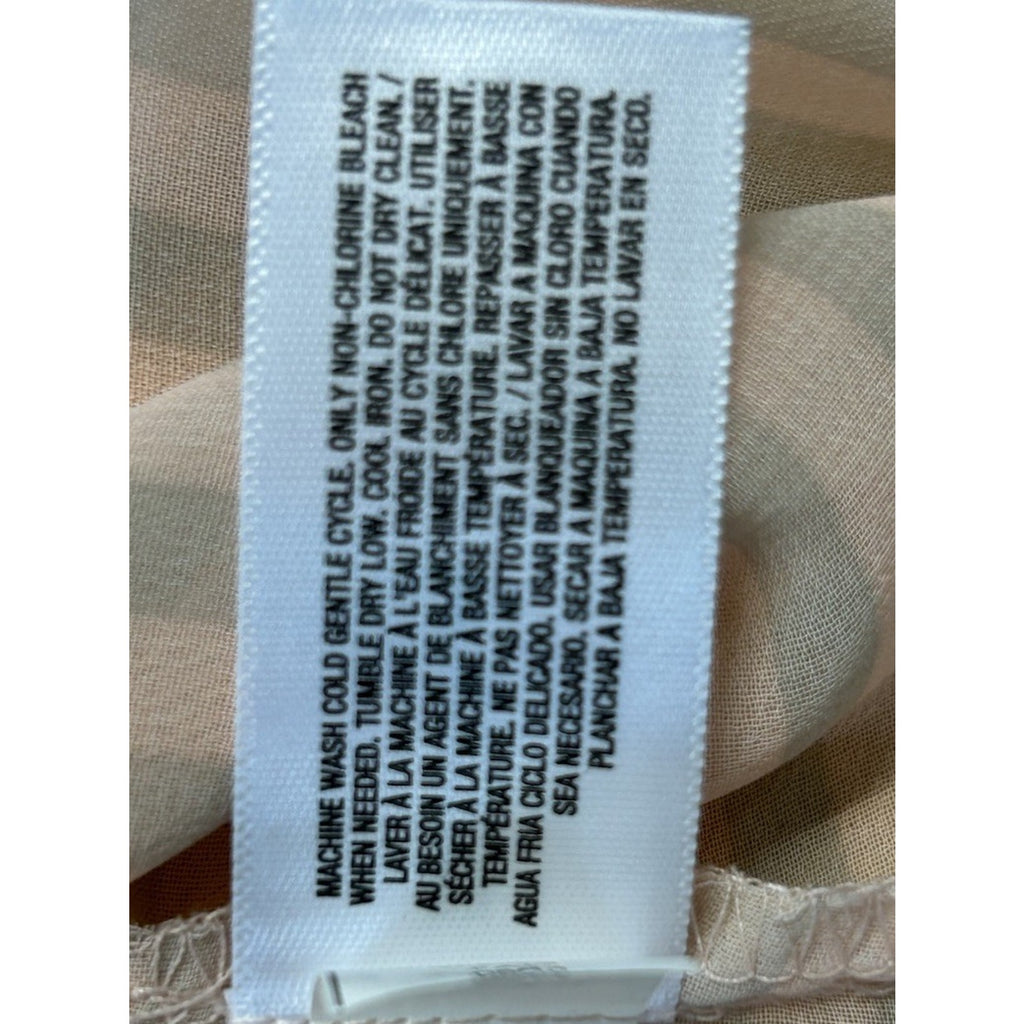 MACHINE WASH COLD GENTLE CYCLE. ONLY NON-CHLORINE BLEACH
WHEN NEEDED. TUMBLE DRY LOW. COOL IRON. DO NOT DRY CLEAN. /
LAVER À LA MACHINE À L'EAU FROIDE AU CYCLE DÉLICAT. UTILISER
AU BESOIN UN AGENT DE BLANCHIMENT SANS CHLORE UNIQUEMENT.
SÉCHER À LA MACHINE À BASSE TEMPÉRATURE. REPASSER À BASSE
TEMPÉRATURE. NE PAS NETTOYER À SEC. / LAVAR A MAQUINA CON
AGUA FRIA CICLO DELICADO. USAR BLANQUEADOR SIN CLORO CUANDO
SEA NECESARIO. SECAR A MAQUINA A BAJA TEMPERATURA.
PLANCHAR A BAJA TEMPERATURA. NO LAVAR EN SECO.